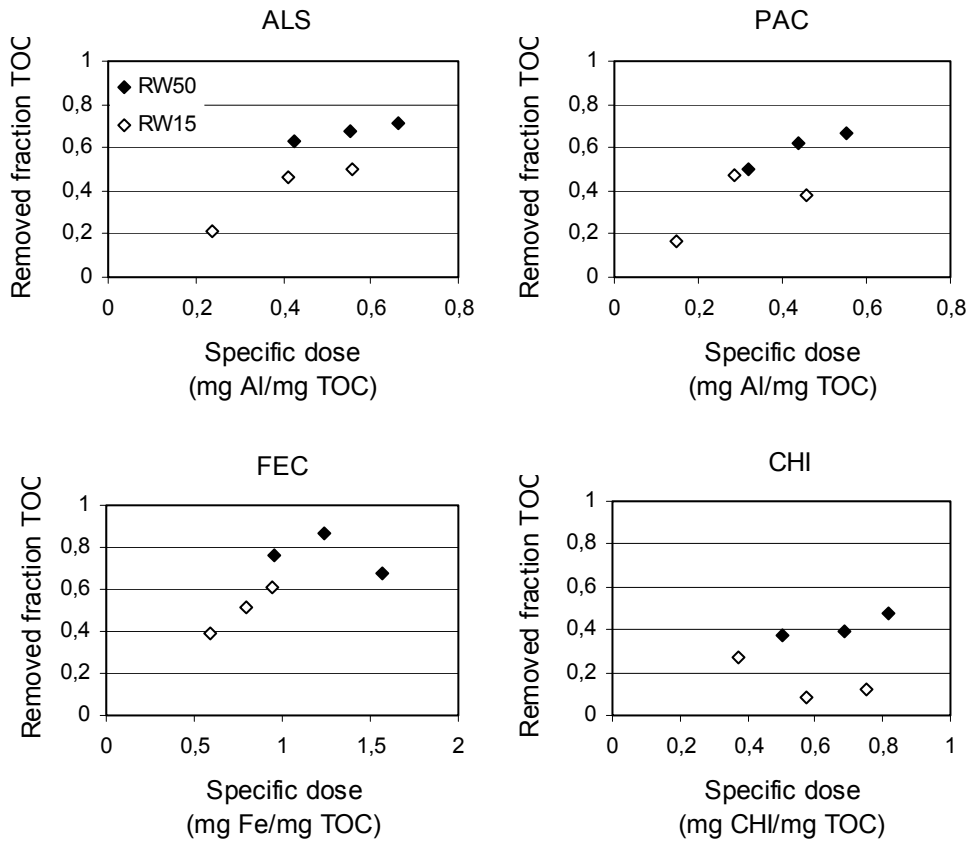 ALS
Removed fraction TOC
1
0,8
0,6
0,4
0,2
0
RW50
RW15
0
0,2
0,4
0,6
0,8
Specific dose
(mg Al/mg TOC)
PAC
Removed fraction TOC
1
0,8
0,6
0,4
0,2
0
0
0,2
0,4
0,6
0,8
Specific dose
(mg Al/mg TOC)
FEC
Removed fraction TOC
1
0,8
0,6
0,4
0,2
0
0
0,5
1
1,5
2
Specific dose
(mg Fe/mg TOC)
CHI
Removed fraction TOC
1
0,8
0,6
0,4
0,2
0
0
0,2
0,4
0,6
0,8
1
Specific dose
(mg CHI/mg TOC)